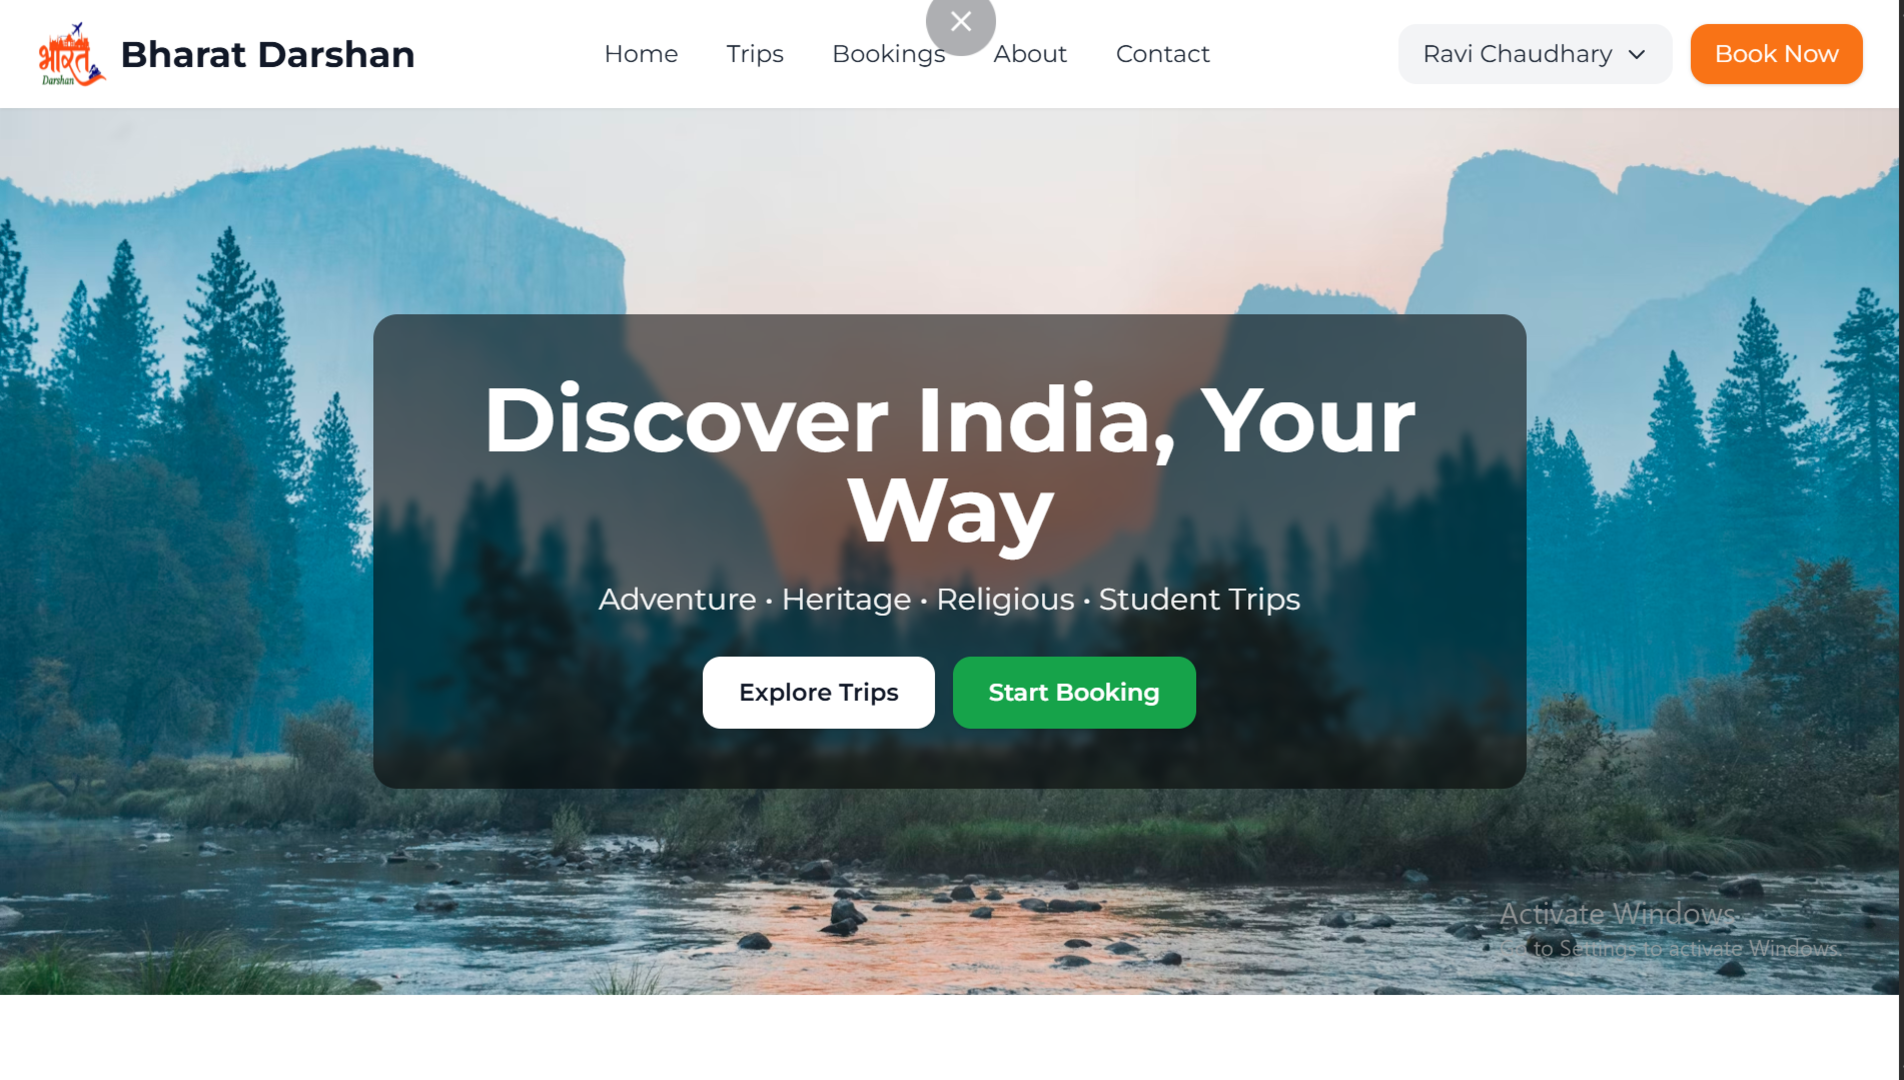 भारत
Darshan
Bharat Darshan
Home
Trips
Bookings
About
Contact
Ravi Chaudhary
Book Now
Discover India, Your
Way
Adventure • Heritage • Religious • Student Trips
Explore Trips
Start Booking
Activate Windows
Go to Settings to activate Windows.